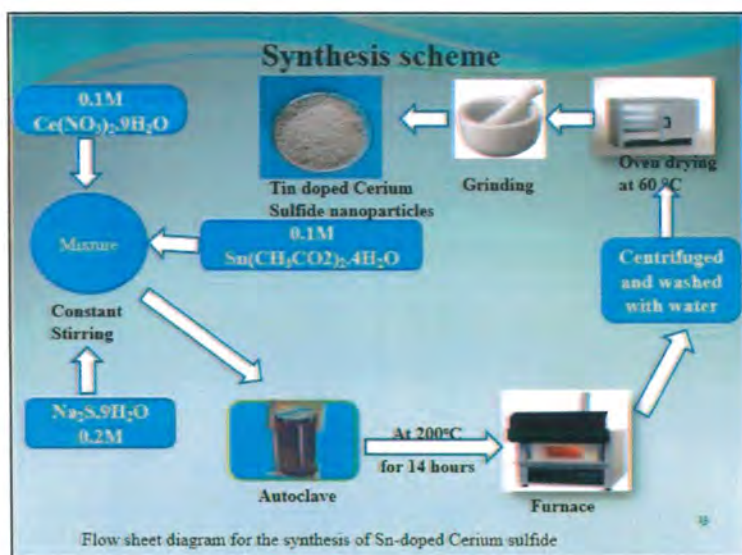 Synthesis scheme
0.1M
Ce(NO₃)₂.9H₂O
Tin doped Cerium
Sulfide nanoparticles
Grinding
Oven drying
at 60 °C
Mixture
0.1M
Sn(CH₃CO2)₂.4H₂O
Centrifuged
and washed
with water
Constant
Stirring
Na₂S.9H₂O
0.2M
Autoclave
At 200°C
for 14 hours
Furnace
Flow sheet diagram for the synthesis of Sn-doped Cerium sulfide